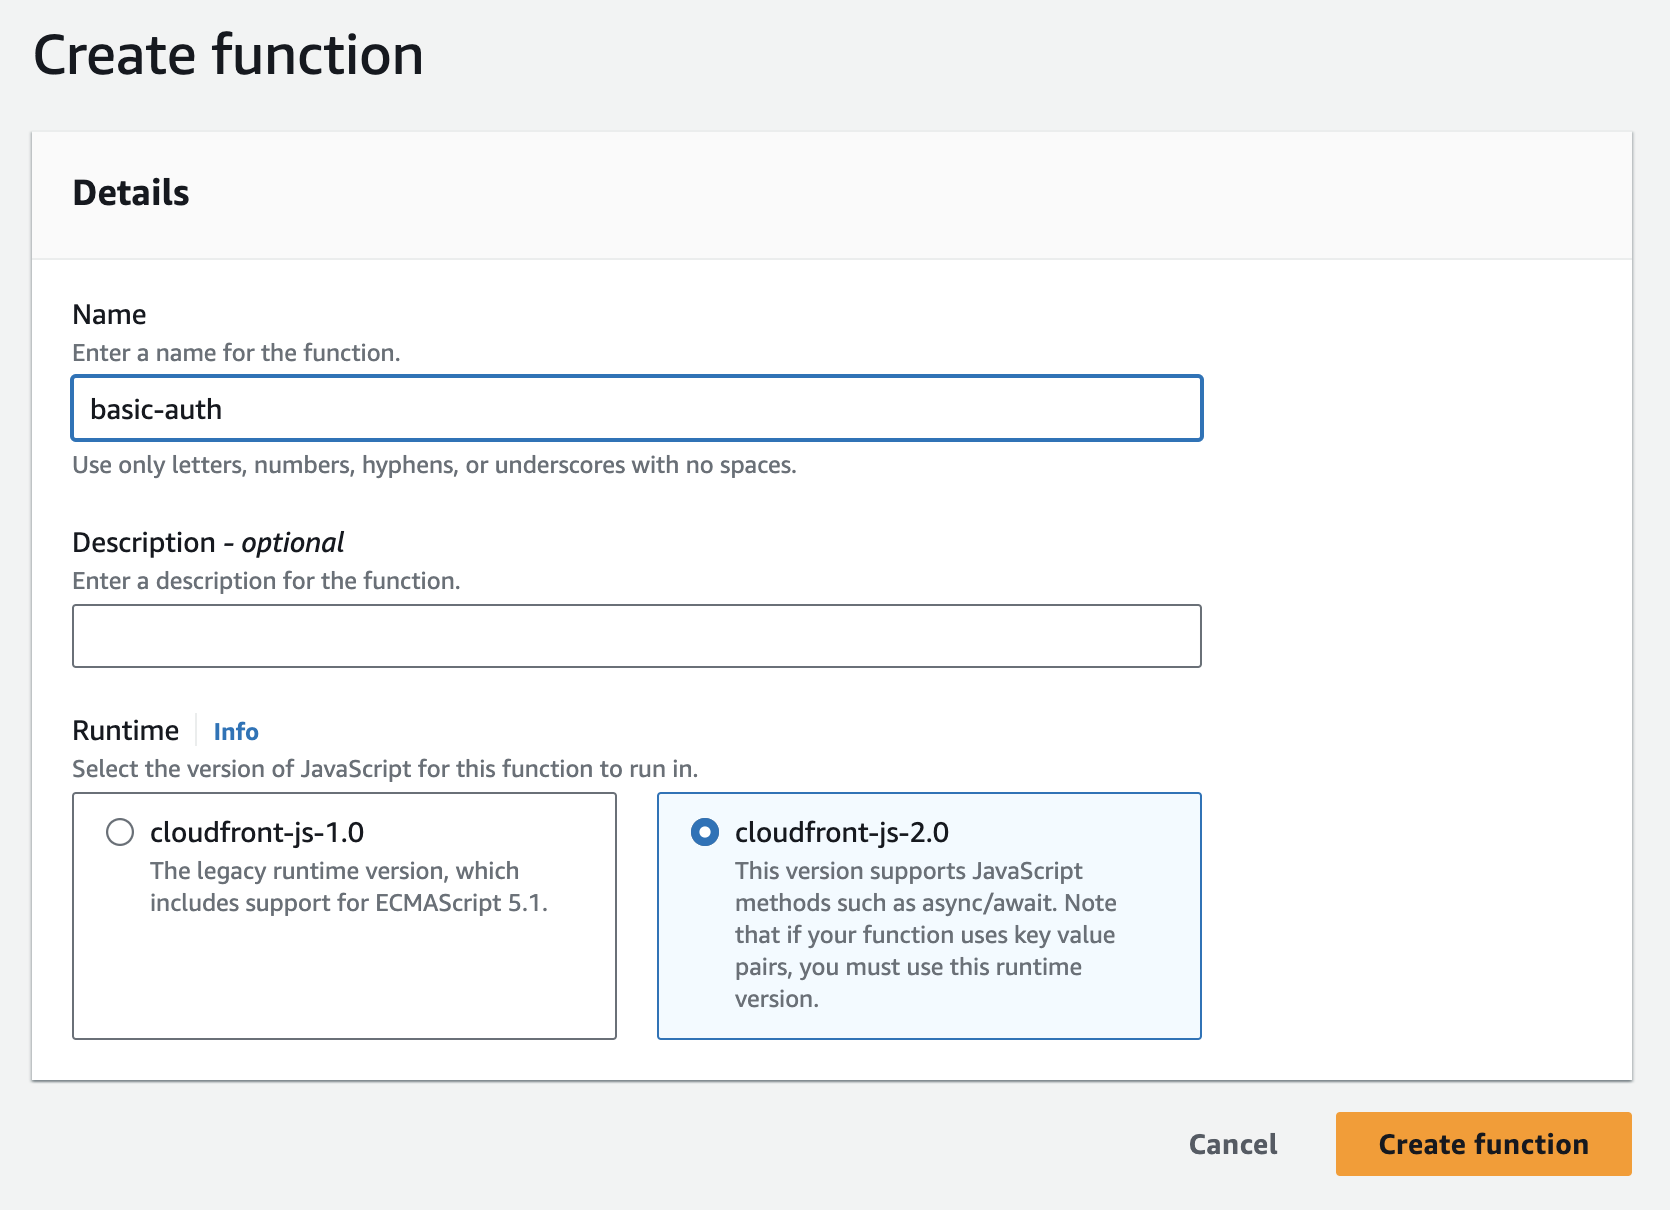 Create function
Details
Name
Enter a name for the function.
basic-auth
Use only letters, numbers, hyphens, or underscores with no spaces.
Description - optional
Enter a description for the function.
Runtime
Info
Select the version of JavaScript for this function to run in.
cloudfront-js-1.0
The legacy runtime version, which
includes support for ECMAScript 5.1.
cloudfront-js-2.0
This version supports JavaScript
methods such as async/await. Note
that if your function uses key value
pairs, you must use this runtime
version.
Cancel
Create function